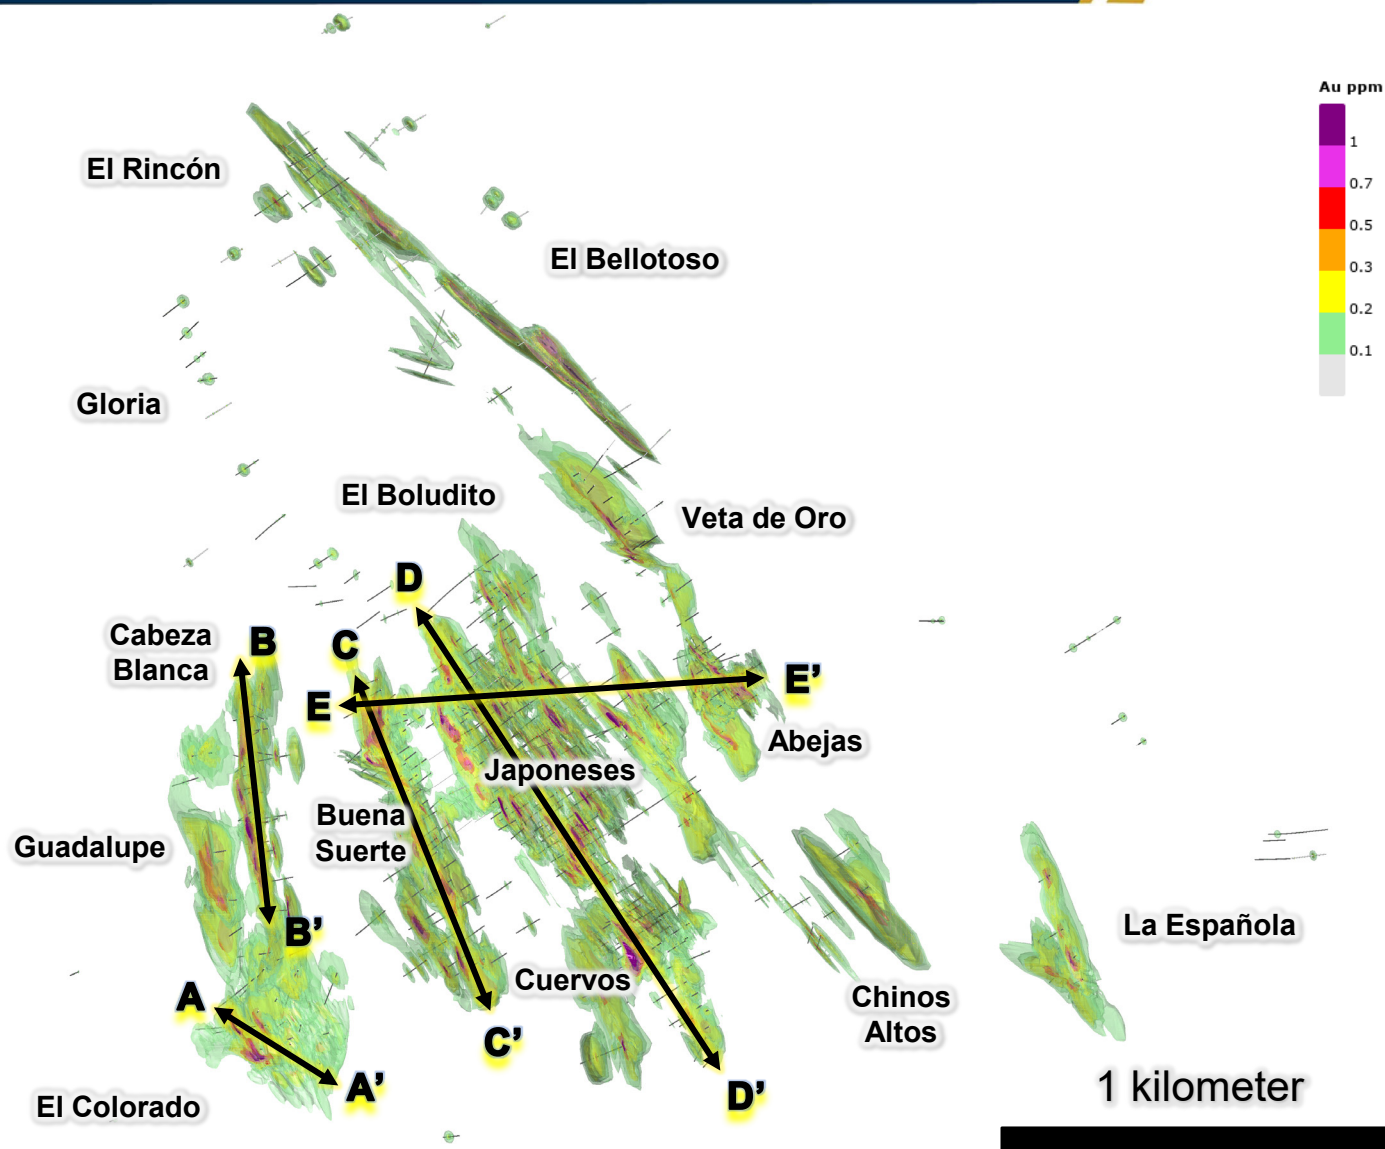 Au ppm
1
0.7
0.5
0.3
0.2
0.1
El Rincón
El Bellotoso
Gloria
El Boludito
Veta de Oro
D
Cabeza
Blanca
B
C
E
E’
Abejas
Japoneses
Buena
Suerte
Guadalupe
B’
La Española
Cuervos
A
Chinos
Altos
C’
A’
D’
El Colorado
1 kilometer